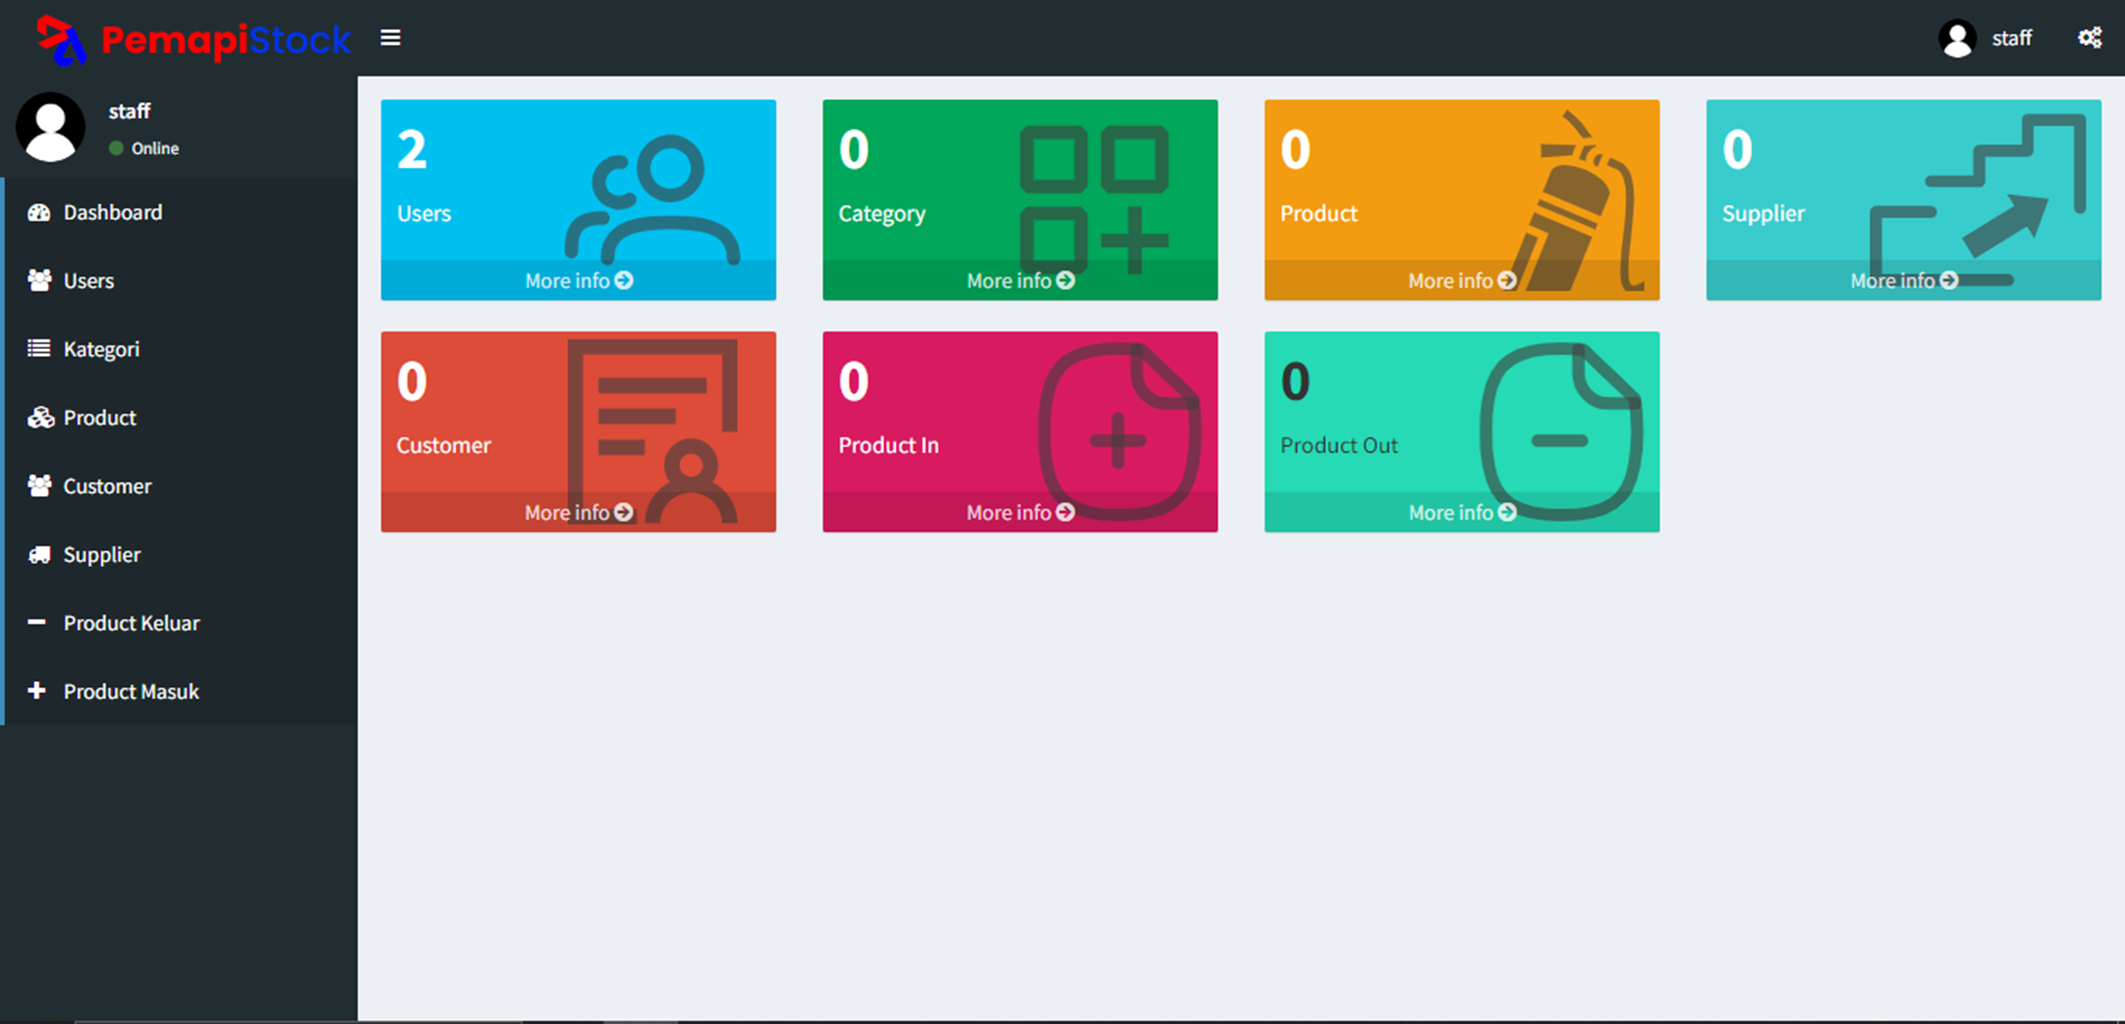 PemapiStock
staff
staff
Online
Dashboard
Users
Kategori
Product
Customer
Supplier
Product Keluar
Product Masuk
2
Users
More info
0
Category
More info
0
Product
More info
0
Supplier
More info
0
Customer
More info
0
Product In
More info
0
Product Out
More info